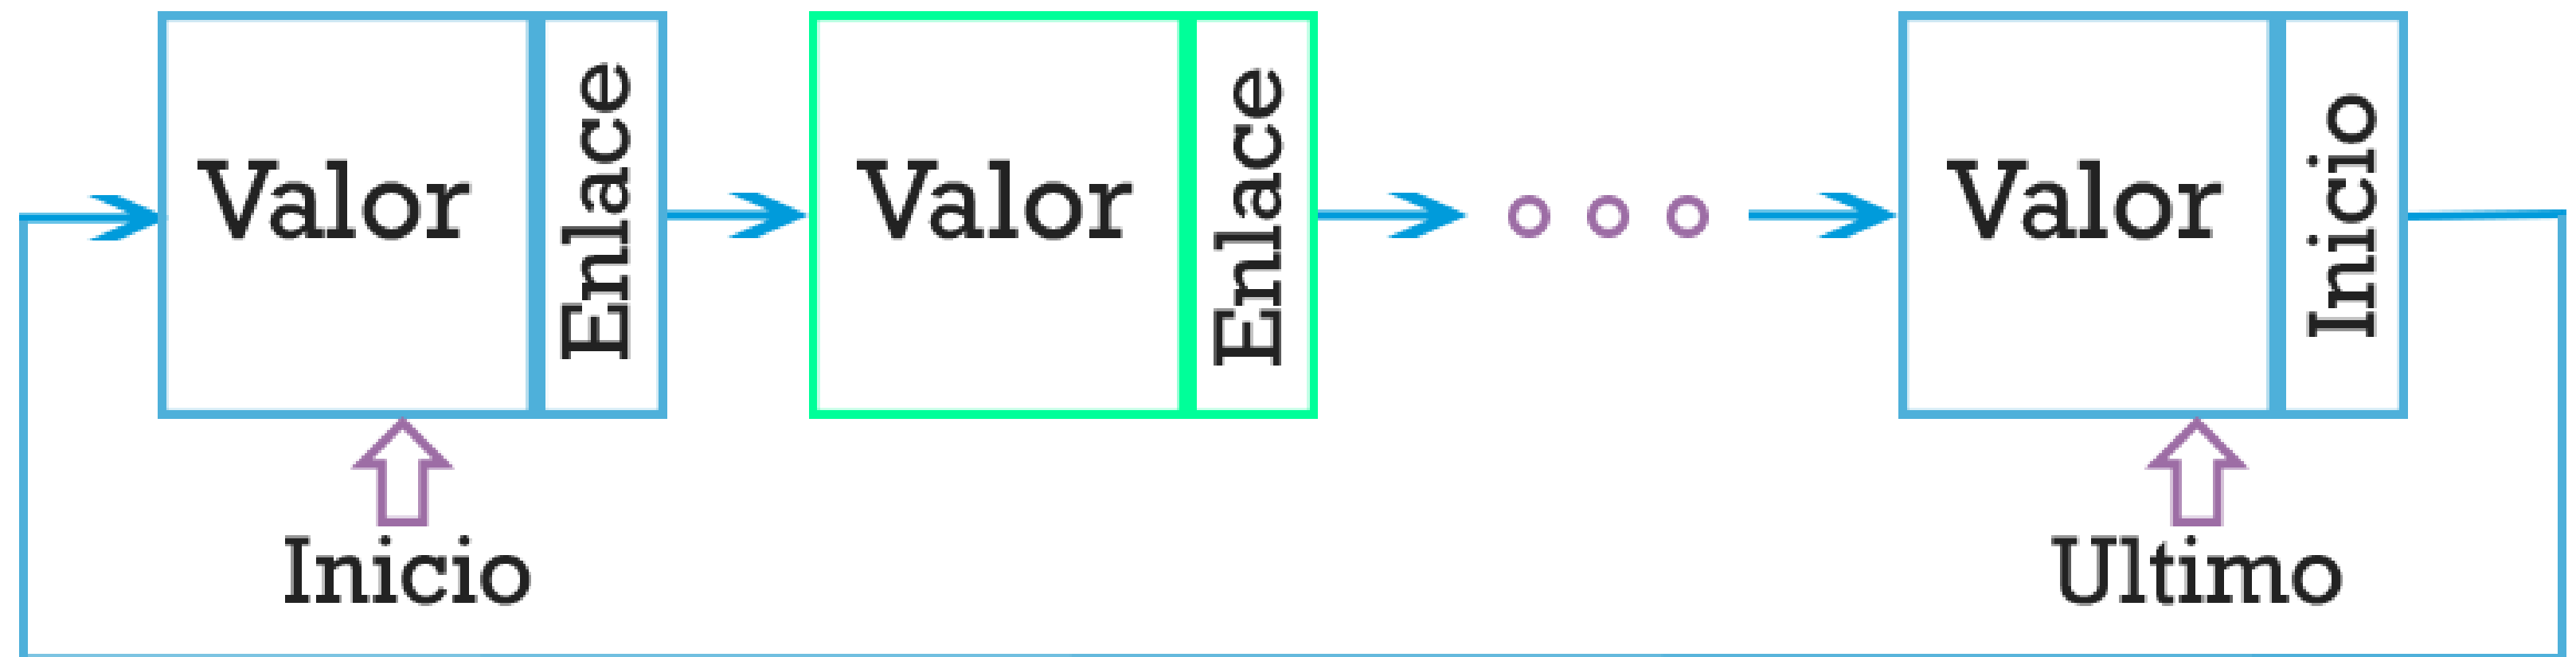 Valor
Enlace
Valor
Enlace
Valor
Inicio
Inicio
Ultimo